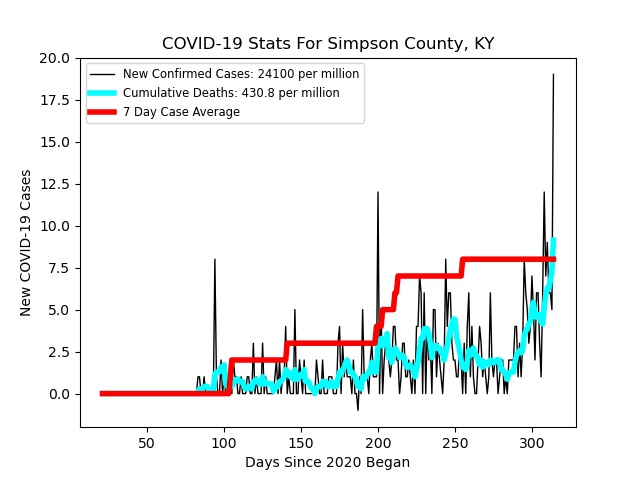 COVID-19 Stats For Simpson County, KY
New Confirmed Cases: 24100 per million
Cumulative Deaths: 430.8 per million
7 Day Case Average
20.0
17.5
15.0
12.5
10.0
7.5
5.0
2.5
0.0
New COVID-19 Cases
50 100 150 200 250 300
Days Since 2020 Began